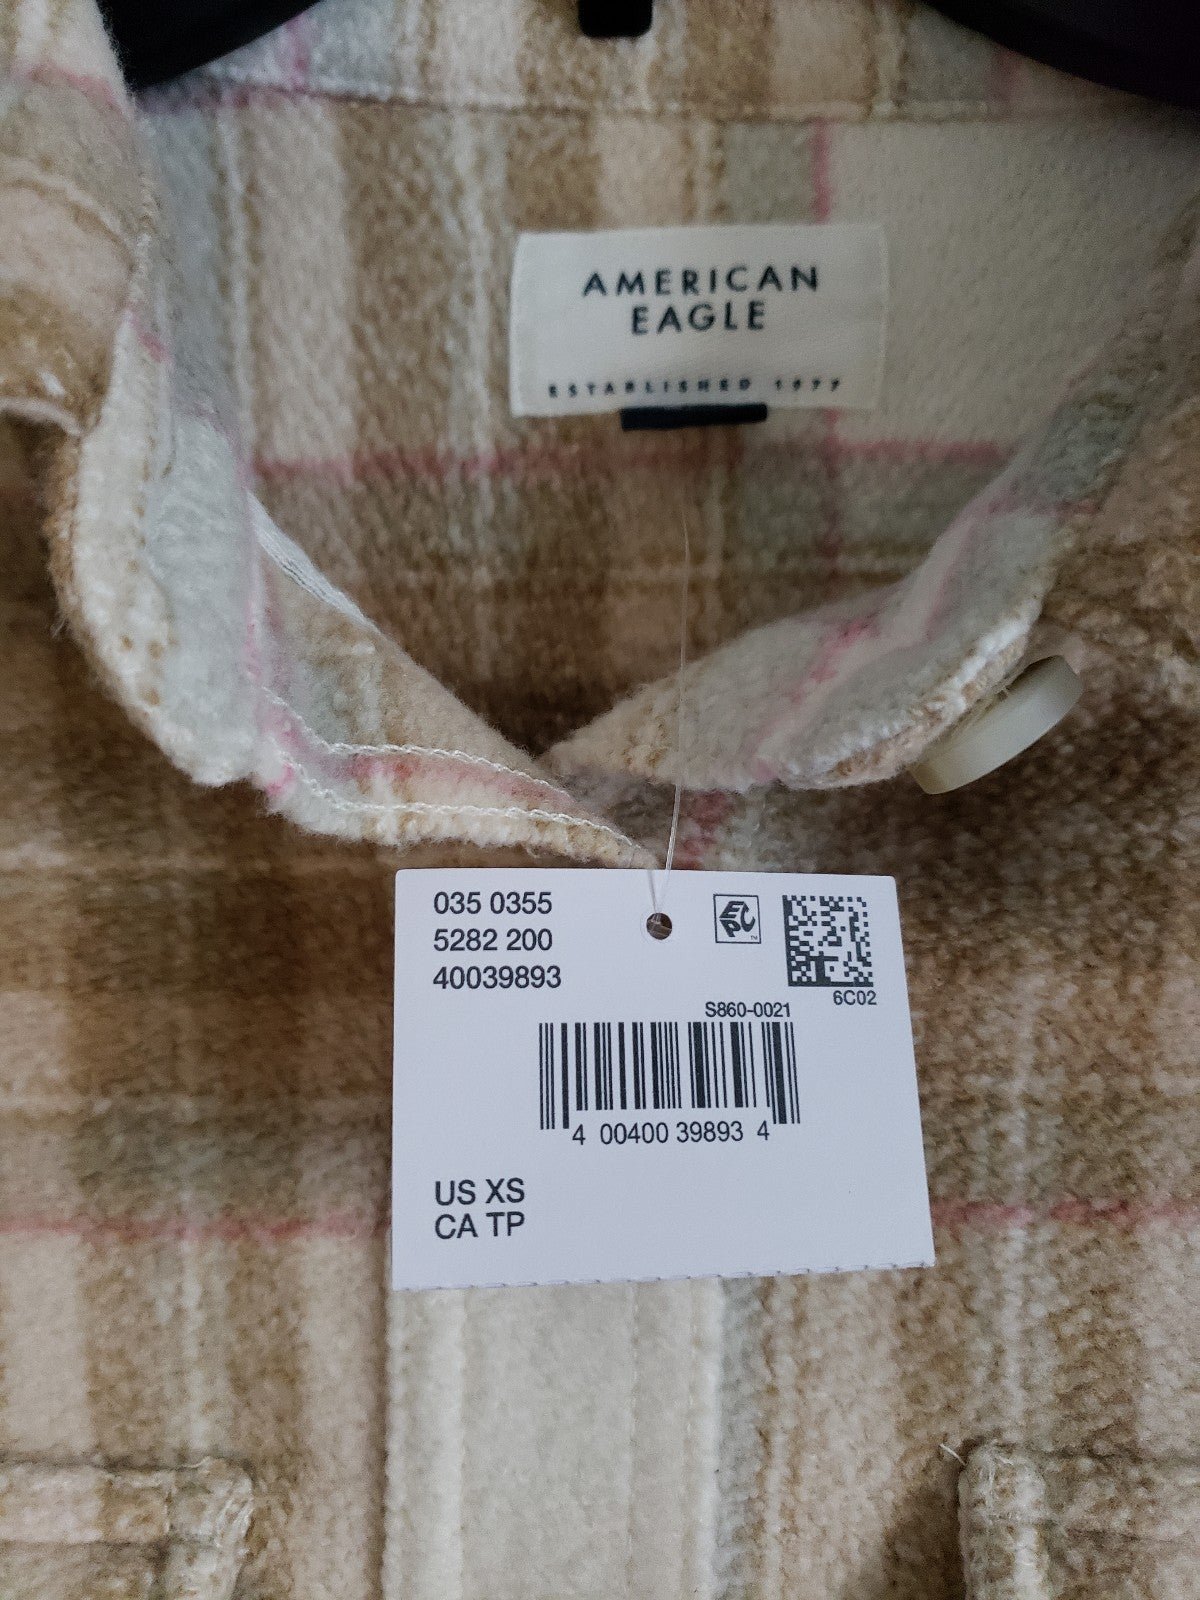 AMERICAN
EAGLE
ESTABLISHED 1977
035 0355
5282 200
40039893
EPC
6C02
S860-0021
4 00400 39893 4
US XS
CA TP